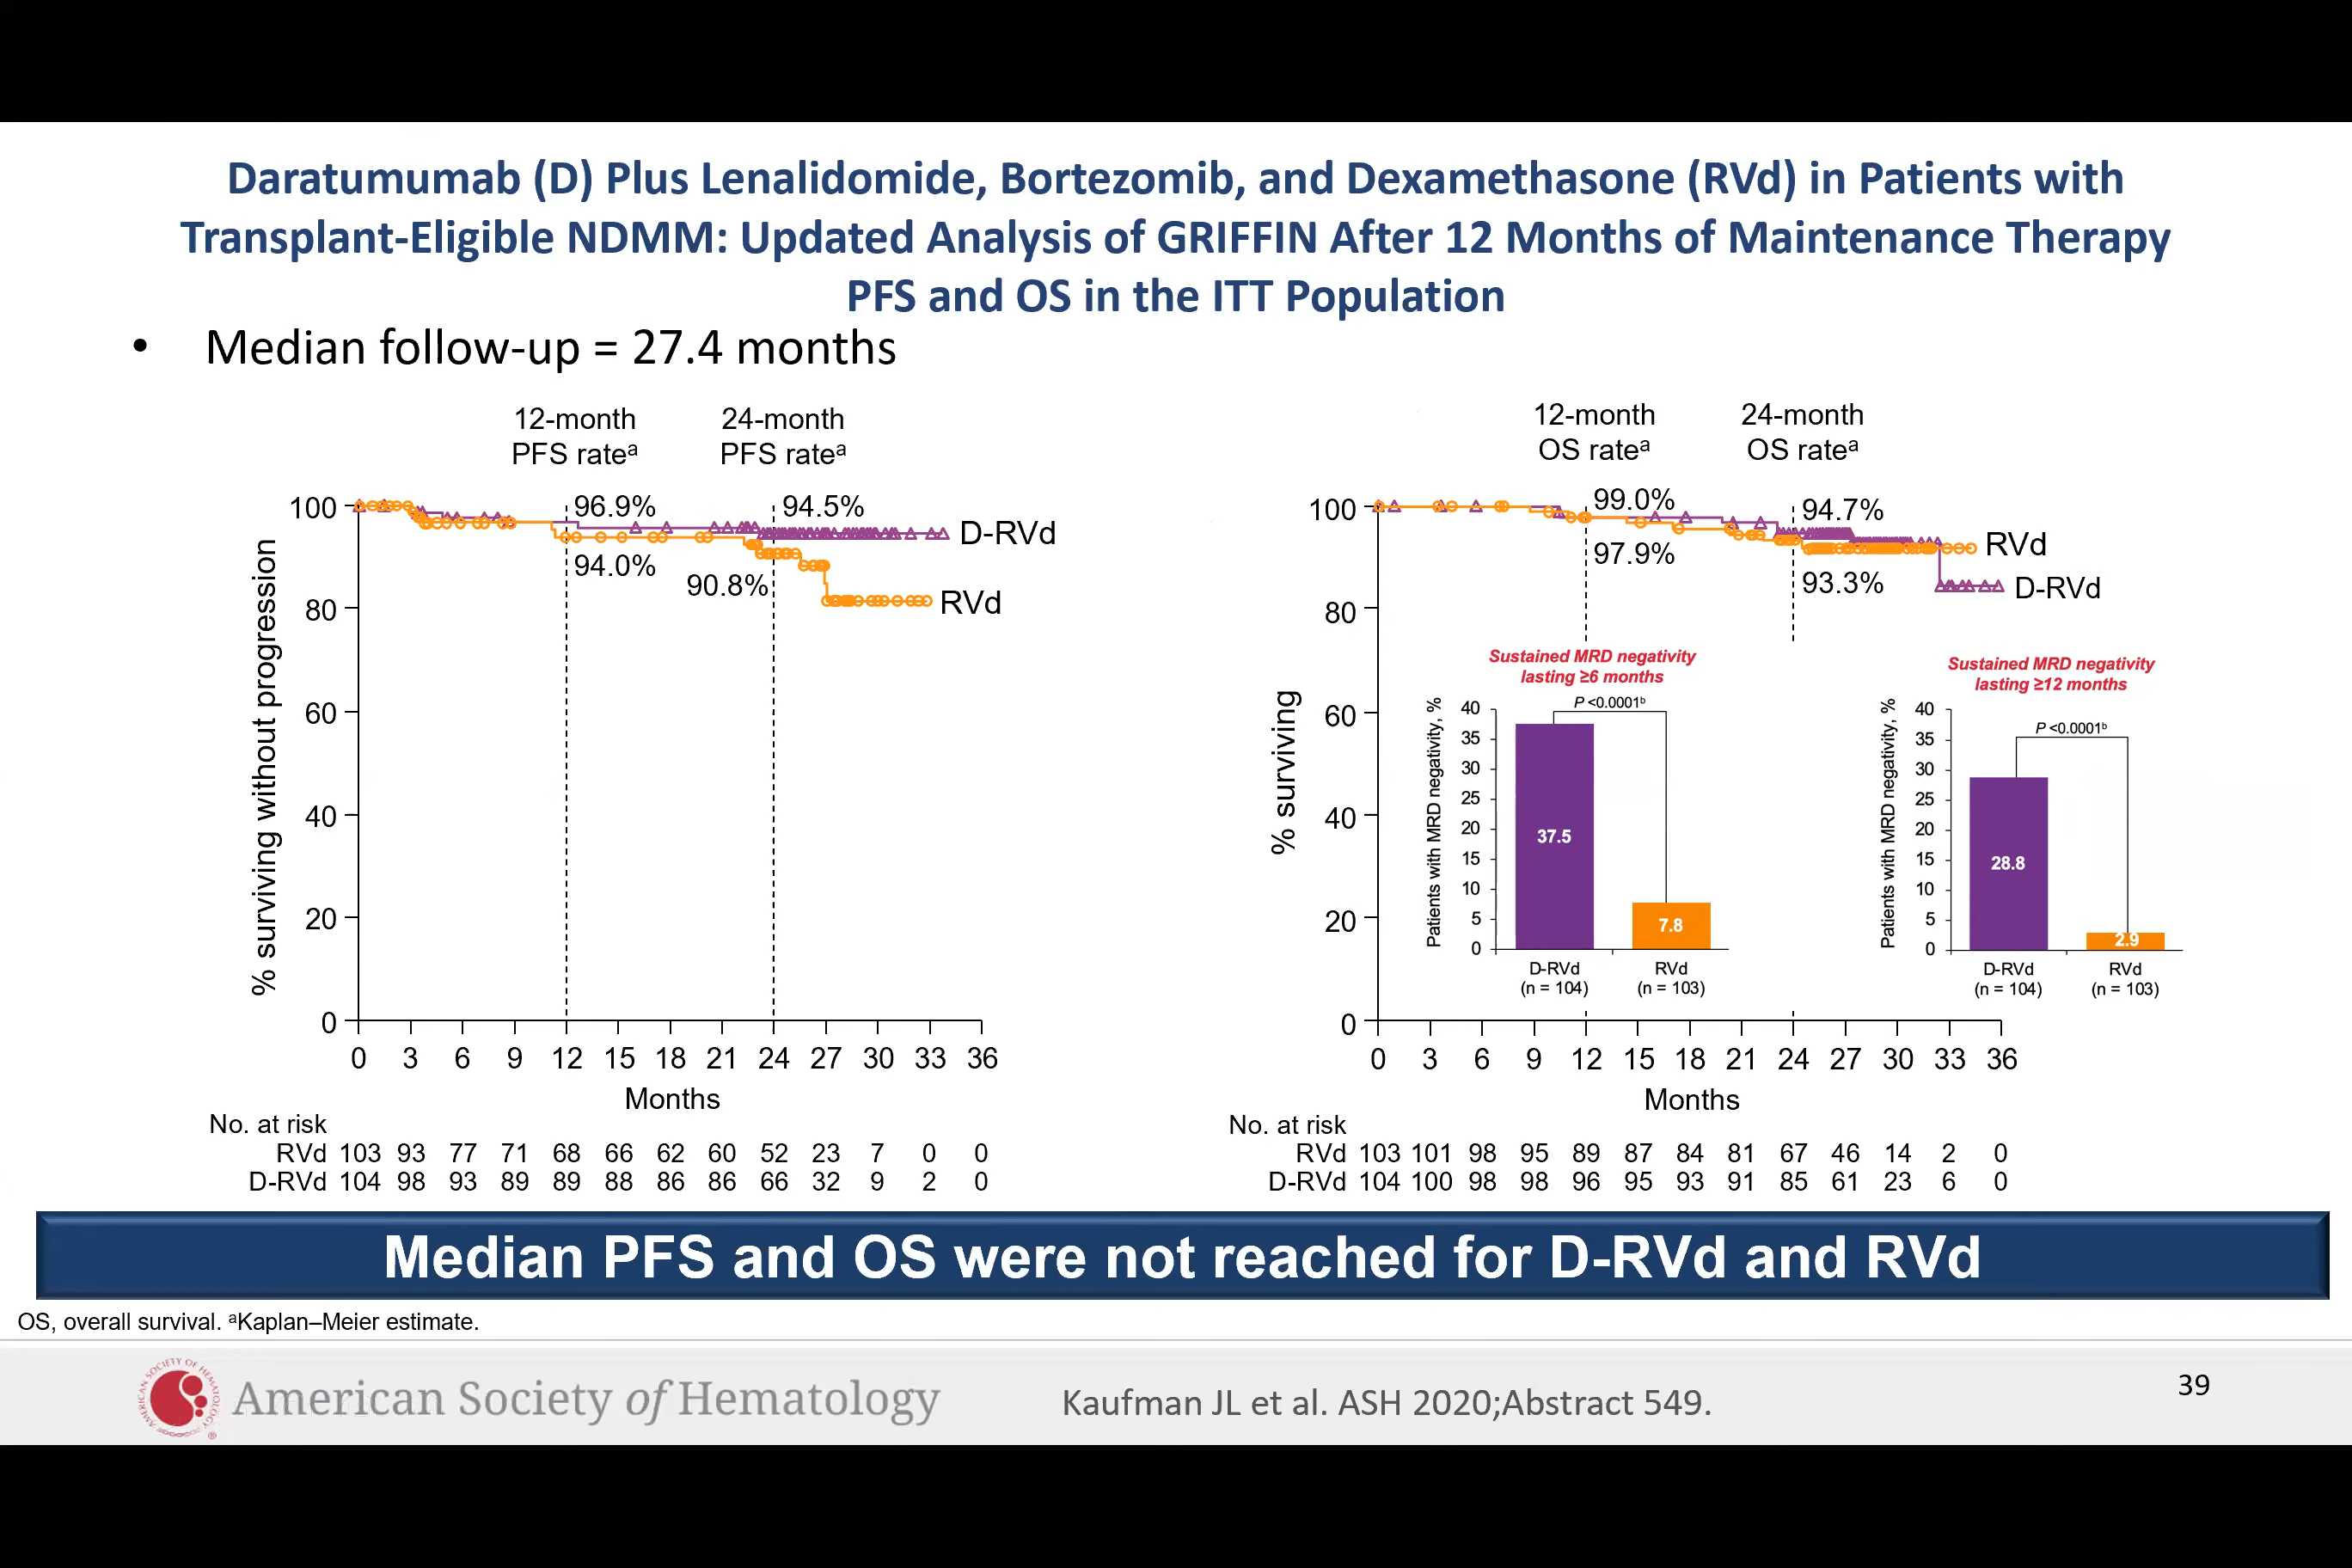 Daratumumab (D) Plus Lenalidomide, Bortezomib, and Dexamethasone (RVd) in Patients with
Transplant-Eligible NDMM: Updated Analysis of GRIFFIN After 12 Months of Maintenance Therapy
PFS and OS in the ITT Population
• Median follow-up = 27.4 months
12-month
PFS rateᵃ
24-month
PFS rateᵃ
% surviving without progression
100
80
60
40
20
0
96.9%
94.5%
94.0%
90.8%
D-RVd
RVd
0 3 6 9 12 15 18 21 24 27 30 33 36
Months
No. at risk
RVd 103 93 77 71 68 66 62 60 52 23 7 0 0
D-RVd 104 98 93 89 89 88 86 86 66 32 9 2 0
12-month
OS rateᵃ
24-month
OS rateᵃ
% surviving
100
80
60
40
20
0
99.0%
94.7%
97.9%
93.3%
RVd
D-RVd
Sustained MRD negativity
lasting ≥6 months
P <0.0001ᵇ
Patients with MRD negativity, %
40
35
30
25
20
15
10
5
0
37.5
7.8
D-RVd RVd
(n = 104) (n = 103)
Sustained MRD negativity
lasting ≥12 months
P <0.0001ᵇ
Patients with MRD negativity, %
40
35
30
25
20
15
10
5
0
28.8
2.9
D-RVd RVd
(n = 104) (n = 103)
0 3 6 9 12 15 18 21 24 27 30 33 36
Months
No. at risk
RVd 103 101 98 95 89 87 84 81 67 46 14 2 0
D-RVd 104 100 98 98 96 95 93 91 85 61 23 6 0
Median PFS and OS were not reached for D-RVd and RVd
OS, overall survival. ᵃKaplan–Meier estimate.
AMERICAN SOCIETY OF HEMATOLOGY ®
American Society of Hematology
Kaufman JL et al. ASH 2020;Abstract 549.
39